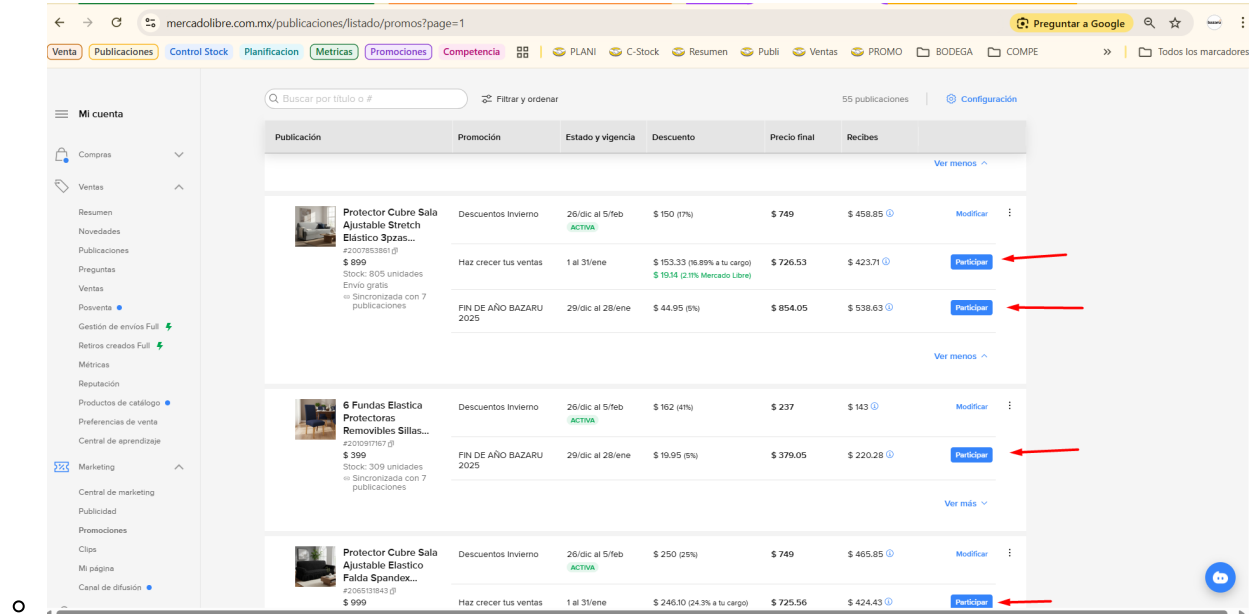 mercadolibre.com.mx/publicaciones/listado/promos?page=1
Preguntar a Google
Venta Publicaciones Control Stock Planificacion Metricas Promociones Competencia PLANI C-Stock Resumen Publi Ventas PROMO BODEGA COMPE » Todos los marcadores
Mi cuenta
Compras
Ventas
Resumen
Novedades
Publicaciones
Preguntas
Ventas
Posventa
Gestión de envíos Full
Retiros creados Full
Métricas
Reputación
Productos de catálogo
Preferencias de venta
Central de aprendizaje
Marketing
Central de marketing
Publicidad
Promociones
Clips
Mi página
Canal de difusión
Buscar por título o #
Filtrar y ordenar
55 publicaciones
Configuración
Publicación Promoción Estado y vigencia Descuento Precio final Recibes
Ver menos
Protector Cubre Sala
Ajustable Stretch
Elástico 3pzas...
#2007853861
$ 899
Stock: 805 unidades
Envío gratis
Sincronizada con 7
publicaciones
Descuentos Invierno 26/dic al 5/feb $ 150 (17%) $ 749 $ 458.85 Modificar
ACTIVA
Haz crecer tus ventas 1 al 31/ene $ 153.33 (16.89% a tu cargo) $ 726.53 $ 423.71 Participar
$ 19.14 (2.11% Mercado Libre)
FIN DE AÑO BAZARU 29/dic al 28/ene $ 44.95 (5%) $ 854.05 $ 538.63 Participar
2025
Ver menos
6 Fundas Elastica
Protectoras
Removibles Sillas...
#2010917167
$ 399
Stock: 309 unidades
Sincronizada con 7
publicaciones
Descuentos Invierno 26/dic al 5/feb $ 162 (41%) $ 237 $ 143 Modificar
ACTIVA
FIN DE AÑO BAZARU 29/dic al 28/ene $ 19.95 (5%) $ 379.05 $ 220.28 Participar
2025
Ver más
Protector Cubre Sala
Ajustable Elastico
Falda Spandex...
#2065131843
$ 999
Descuentos Invierno 26/dic al 5/feb $ 250 (25%) $ 749 $ 465.85 Modificar
ACTIVA
Haz crecer tus ventas 1 al 31/ene $ 246.10 (24.3% a tu cargo) $ 725.56 $ 424.43 Participar